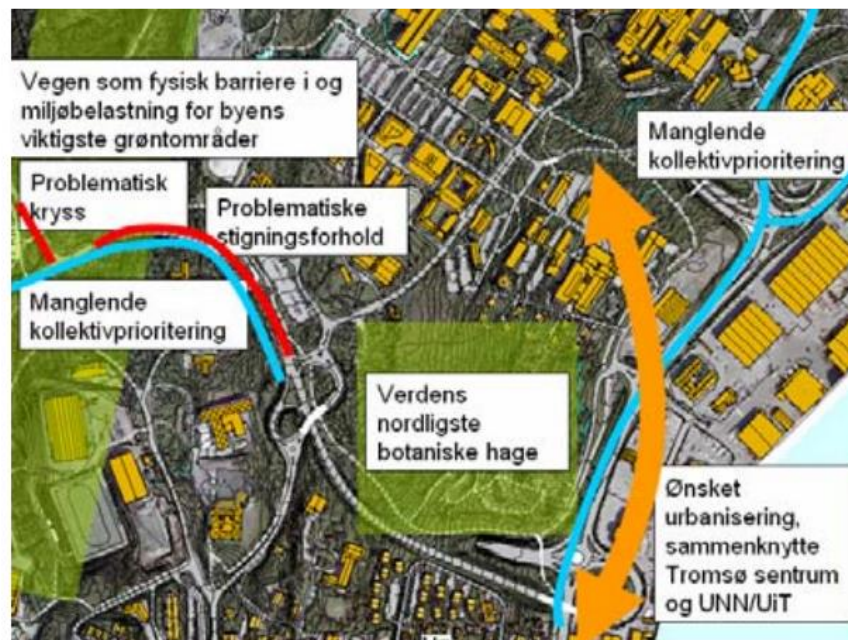 Vegen som fysisk barriere i og
miljøbelastning for byens
viktigste grøntområder
Manglende
kollektivprioritering
Problematisk
kryss
Problematiske
stigningsforhold
Manglende
kollektivprioritering
Verdens
nordligste
botaniske hage
Ønsket
urbanisering,
sammenknytte
Tromsø sentrum
og UNN/UiT